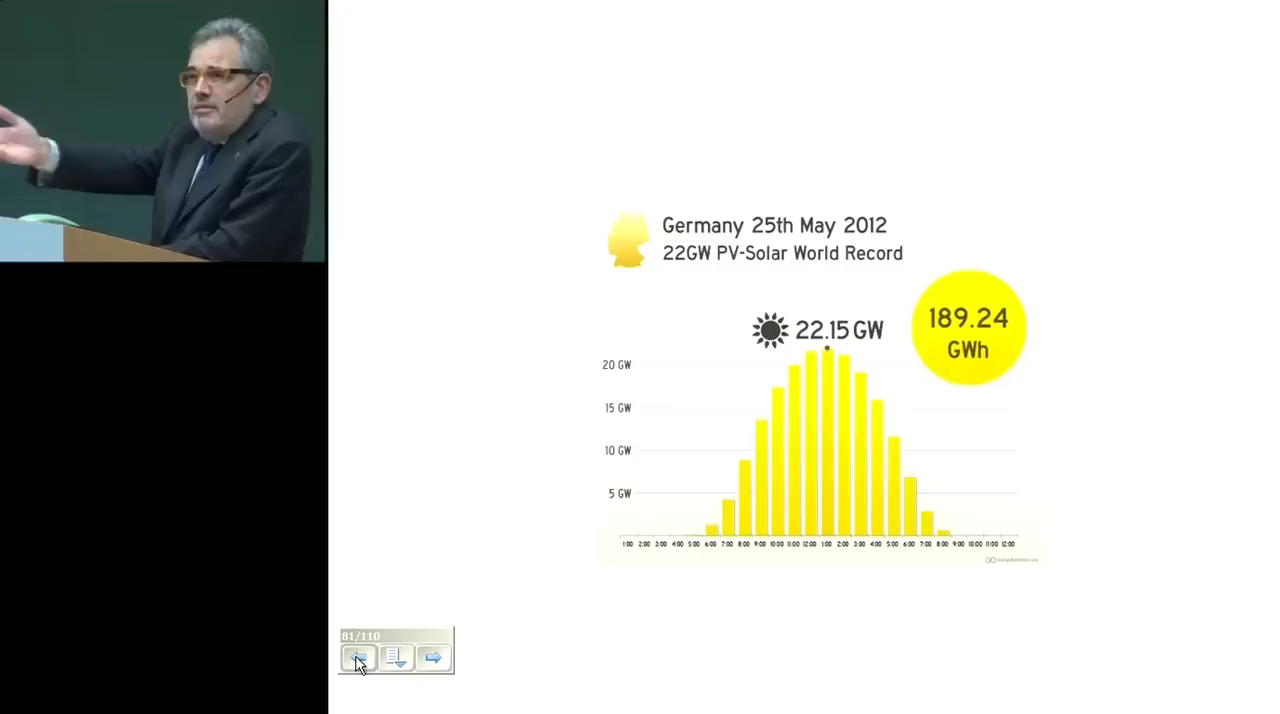 Germany 25th May 2012
22GW PV-Solar World Record
22.15 GW
189.24
GWh
20 GW
15 GW
10 GW
5 GW
1:00 2:00 3:00 4:00 5:00 6:00 7:00 8:00 9:00 10:00 11:00 12:00 1:00 2:00 3:00 4:00 5:00 6:00 7:00 8:00 9:00 10:00 11:00 12:00
81/110